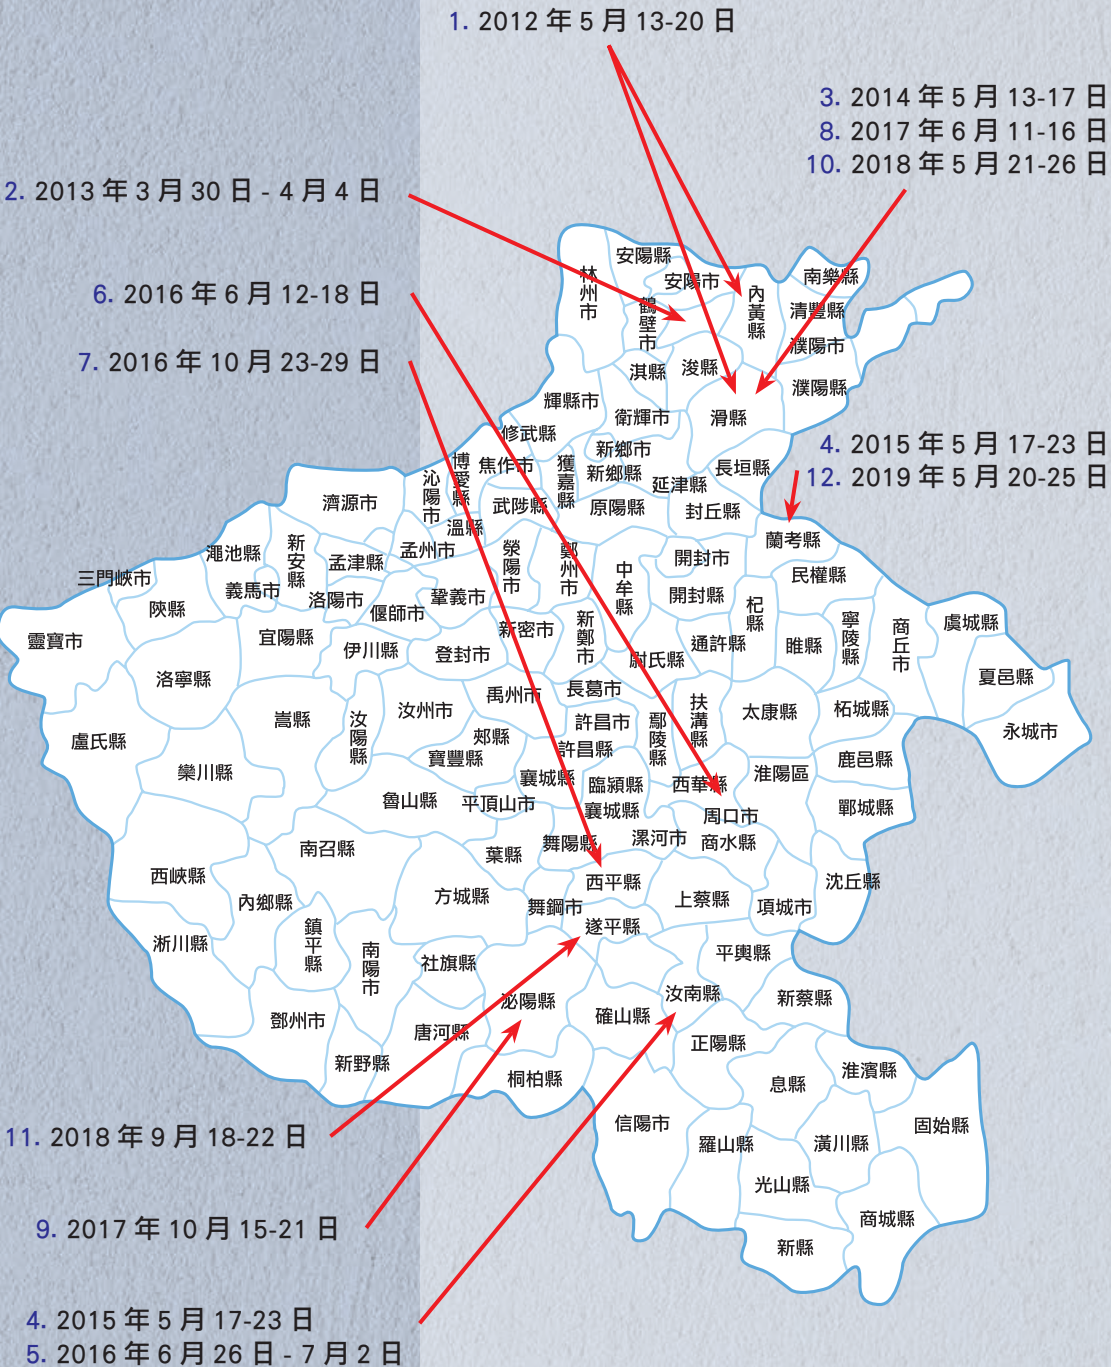 1. 2012 年 5 月 13-20 日
3. 2014 年 5 月 13-17 日
8. 2017 年 6 月 11-16 日
10. 2018 年 5 月 21-26 日
2. 2013 年 3 月 30 日 - 4 月 4 日
6. 2016 年 6 月 12-18 日
7. 2016 年 10 月 23-29 日
安陽縣
林州市
安陽市
南樂縣
內黃縣
鶴壁市
清豐縣
濮陽市
淇縣
浚縣
濮陽縣
輝縣市
衛輝市
滑縣
4. 2015 年 5 月 17-23 日
12. 2019 年 5 月 20-25 日
修武縣
新鄉市
博愛縣
焦作市
獲嘉縣
新鄉縣
長垣縣
沁陽市
延津縣
濟源市
武陟縣
原陽縣
封丘縣
溫縣
蘭考縣
澠池縣
新安縣
孟津縣
孟州市
滎陽市
鄭州市
開封市
三門峽市
義馬市
民權縣
中牟縣
開封縣
陝縣
洛陽市
偃師市
鞏義市
杞縣
靈寶市
宜陽縣
伊川縣
登封市
新密市
新鄭市
尉氏縣
通許縣
睢縣
寧陵縣
商丘市
虞城縣
洛寧縣
夏邑縣
禹州市
長葛市
嵩縣
汝陽縣
汝州市
許昌市
鄢陵縣
扶溝縣
太康縣
柘城縣
永城市
盧氏縣
欒川縣
郟縣
寶豐縣
許昌縣
鹿邑縣
襄城縣
臨潁縣
西華縣
淮陽區
魯山縣
平頂山市
襄城縣
周口市
鄲城縣
南召縣
葉縣
舞陽縣
漯河市
商水縣
西峽縣
內鄉縣
方城縣
西平縣
上蔡縣
項城市
沈丘縣
舞鋼市
遂平縣
淅川縣
鎮平縣
南陽市
社旗縣
平輿縣
泌陽縣
汝南縣
新蔡縣
鄧州市
唐河縣
確山縣
正陽縣
新野縣
桐柏縣
息縣
淮濱縣
信陽市
羅山縣
潢川縣
固始縣
光山縣
商城縣
新縣
11. 2018 年 9 月 18-22 日
9. 2017 年 10 月 15-21 日
4. 2015 年 5 月 17-23 日
5. 2016 年 6 月 26 日 - 7 月 2 日